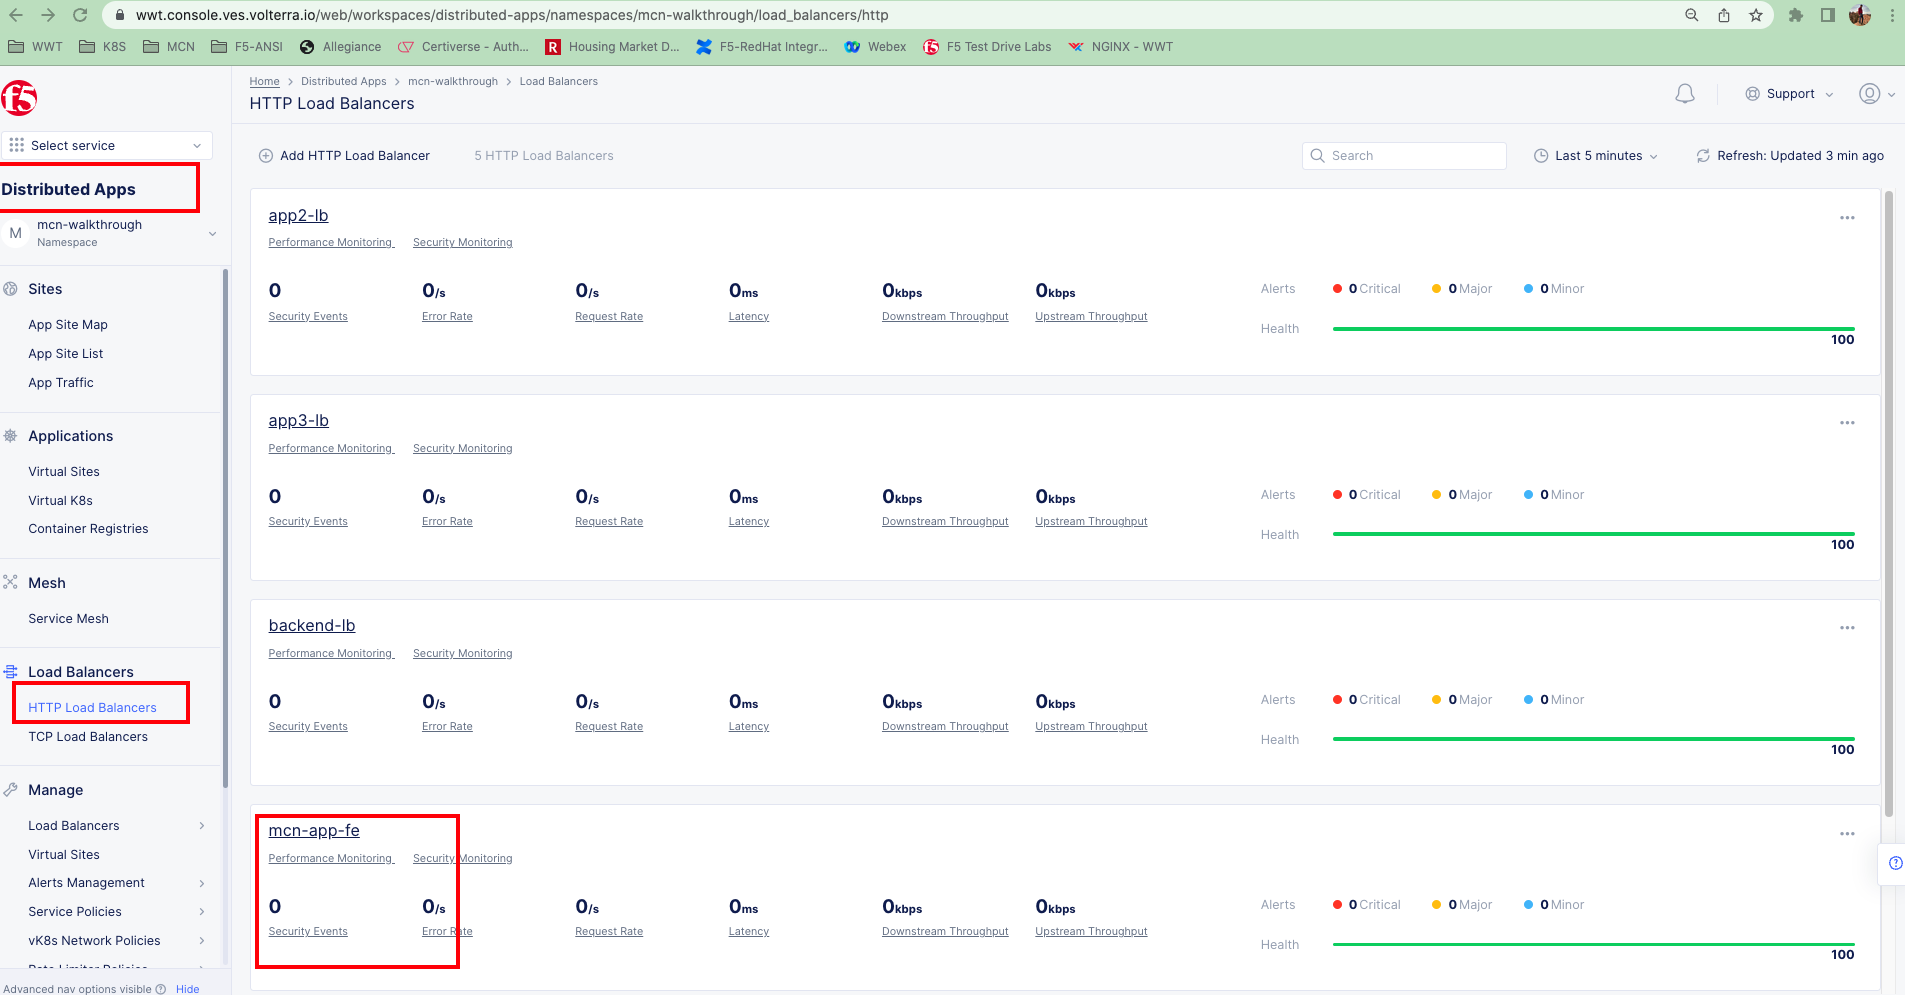 wwt.console.ves.volterra.io/web/workspaces/distributed-apps/namespaces/mcn-walkthrough/load_balancers/http
WWT K8S MCN F5-ANSI Allegiance Certiverse - Auth... Housing Market D... F5-RedHat Integr... Webex F5 Test Drive Labs NGINX - WWT
f5
Select service
Distributed Apps
M
mcn-walkthrough
Namespace
Sites
App Site Map
App Site List
App Traffic
Applications
Virtual Sites
Virtual K8s
Container Registries
Mesh
Service Mesh
Load Balancers
HTTP Load Balancers
TCP Load Balancers
Manage
Load Balancers
Virtual Sites
Alerts Management
Service Policies
vK8s Network Policies
Rate Limiter Policies
Advanced nav options visible Hide
Home > Distributed Apps > mcn-walkthrough > Load Balancers
HTTP Load Balancers
Support
Add HTTP Load Balancer 5 HTTP Load Balancers Search Last 5 minutes Refresh: Updated 3 min ago
app2-lb
Performance Monitoring Security Monitoring
0 0/s 0/s 0ms 0kbps 0kbps
Security Events Error Rate Request Rate Latency Downstream Throughput Upstream Throughput
Alerts 0 Critical 0 Major 0 Minor
Health
100
app3-lb
Performance Monitoring Security Monitoring
0 0/s 0/s 0ms 0kbps 0kbps
Security Events Error Rate Request Rate Latency Downstream Throughput Upstream Throughput
Alerts 0 Critical 0 Major 0 Minor
Health
100
backend-lb
Performance Monitoring Security Monitoring
0 0/s 0/s 0ms 0kbps 0kbps
Security Events Error Rate Request Rate Latency Downstream Throughput Upstream Throughput
Alerts 0 Critical 0 Major 0 Minor
Health
100
mcn-app-fe
Performance Monitoring Security Monitoring
0 0/s 0/s 0ms 0kbps 0kbps
Security Events Error Rate Request Rate Latency Downstream Throughput Upstream Throughput
Alerts 0 Critical 0 Major 0 Minor
Health
100